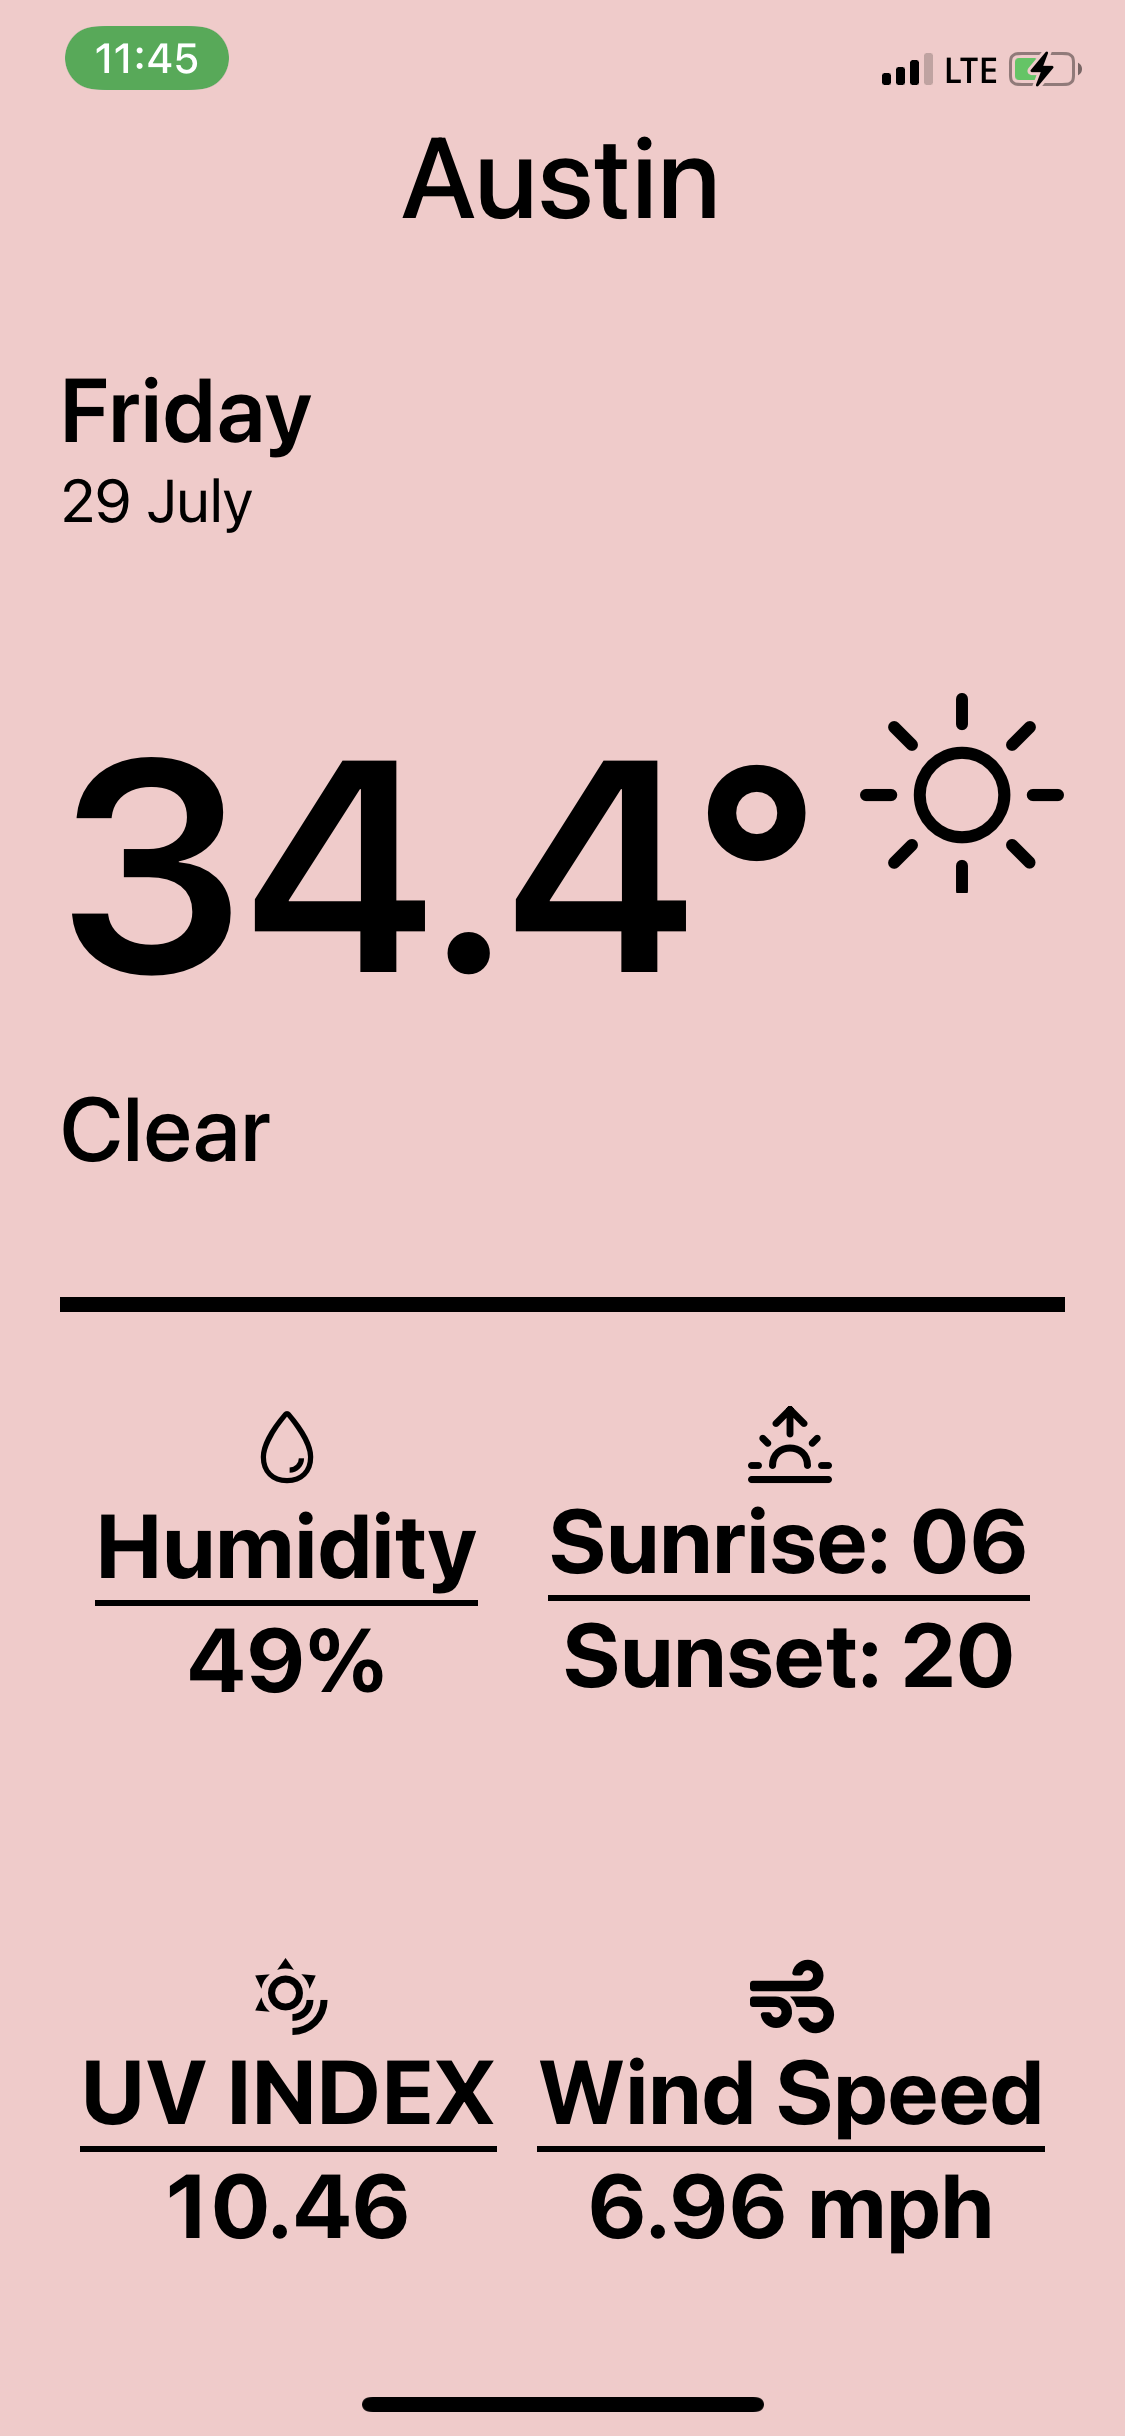 11:45
LTE
Austin
Friday
29 July
34.4°
Clear
Humidity
49%
Sunrise: 06
Sunset: 20
UV INDEX
10.46
Wind Speed
6.96 mph